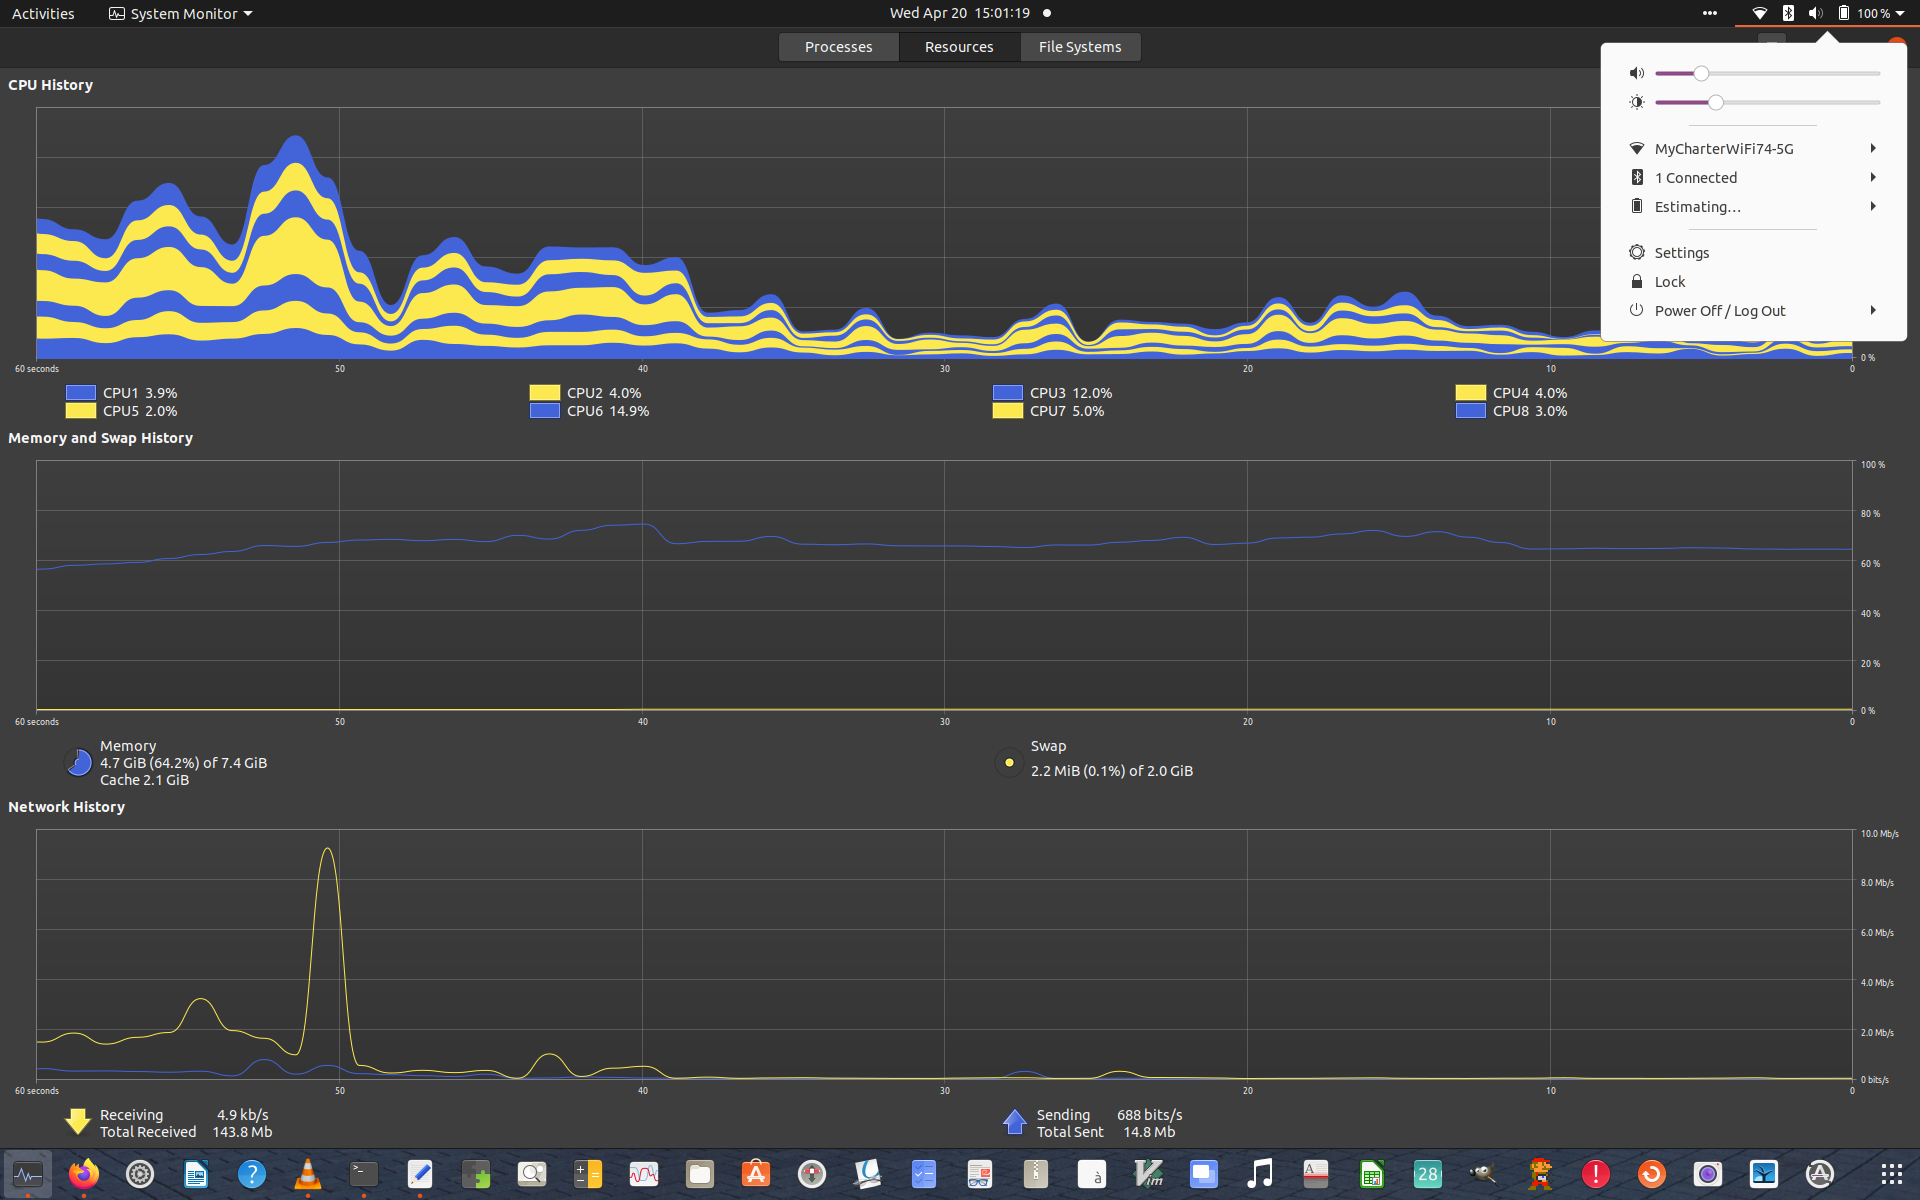 Activities System Monitor Wed Apr 20 15:01:19 100 %
Processes Resources File Systems
CPU History
MyCharterWiFi74-5G
1 Connected
Estimating…
Settings
Lock
Power Off / Log Out
0 %
60 seconds 50 40 30 20 10 0
CPU1 3.9% CPU2 4.0% CPU3 12.0% CPU4 4.0%
CPU5 2.0% CPU6 14.9% CPU7 5.0% CPU8 3.0%
Memory and Swap History
100 %
80 %
60 %
40 %
20 %
0 %
60 seconds 50 40 30 20 10 0
Memory
4.7 GiB (64.2%) of 7.4 GiB
Cache 2.1 GiB
Swap
2.2 MiB (0.1%) of 2.0 GiB
Network History
10.0 Mb/s
8.0 Mb/s
6.0 Mb/s
4.0 Mb/s
2.0 Mb/s
0 bits/s
60 seconds 50 40 30 20 10 0
Receiving 4.9 kb/s
Total Received 143.8 Mb
Sending 688 bits/s
Total Sent 14.8 Mb
à Vim A 28